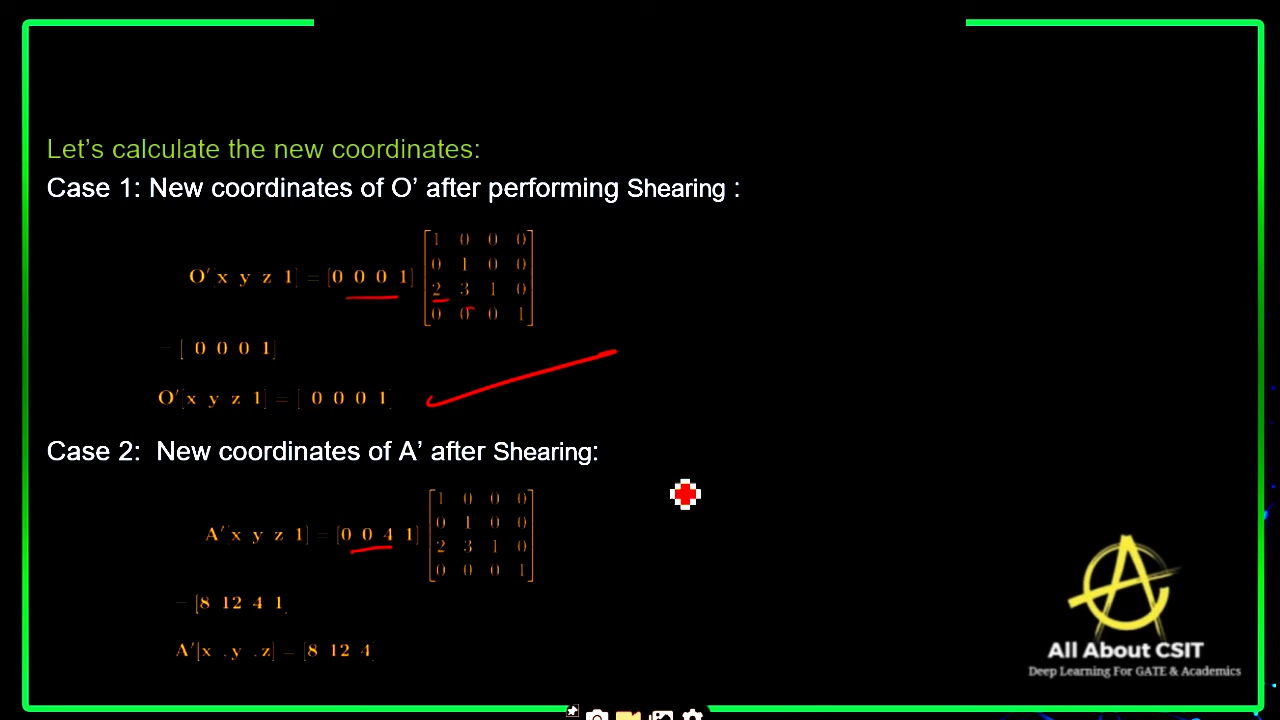 Let’s calculate the new coordinates:
Case 1: New coordinates of O’ after performing Shearing :
O′[x y z 1] = [0 0 0 1]
1 0 0 0
0 1 0 0
2 3 1 0
0 0 0 1
= [ 0 0 0 1]
O′[x y z 1] = [ 0 0 0 1]
Case 2: New coordinates of A’ after Shearing:
A′[x y z 1] = [0 0 4 1]
1 0 0 0
0 1 0 0
2 3 1 0
0 0 0 1
= [8 12 4 1]
A′[x . y . z] = [8 12 4]
All About CSIT
Deep Learning For GATE & Academics